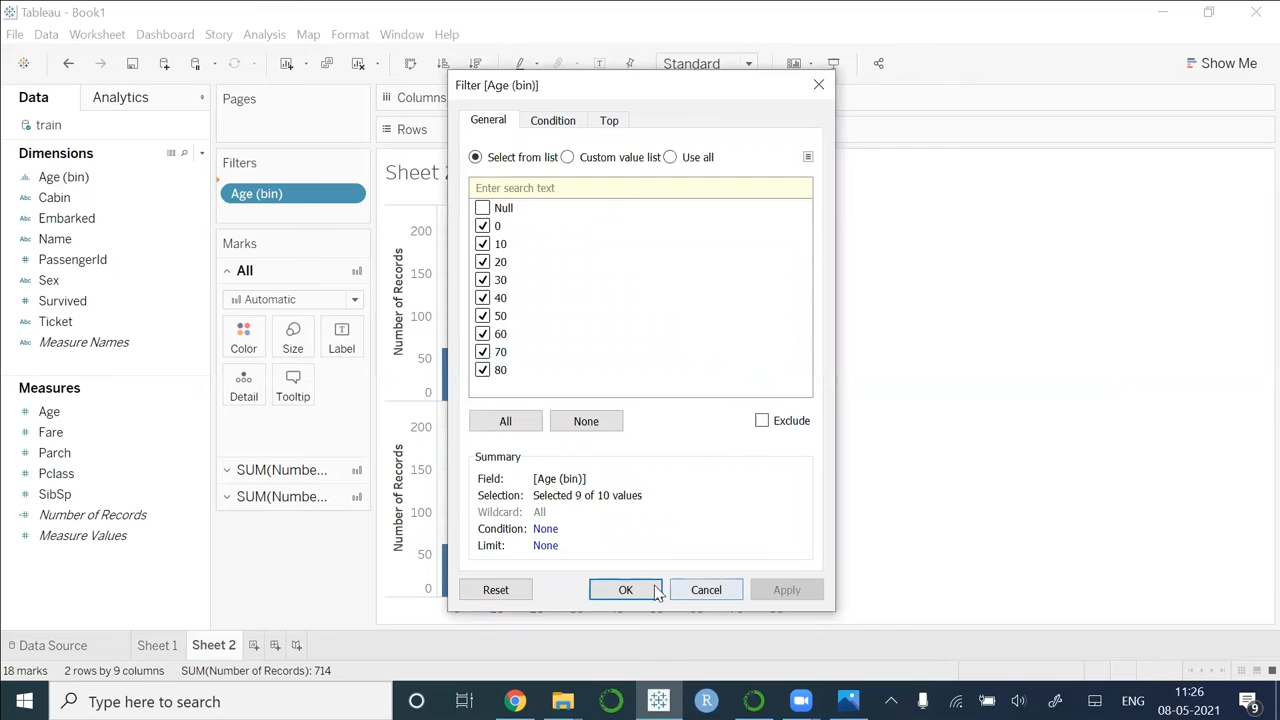 Tableau - Book1
File Data Worksheet Dashboard Story Analysis Map Format Window Help
Standard
Show Me
Data Analytics
train
Dimensions
Age (bin)
Cabin
Embarked
Name
PassengerId
Sex
Survived
Ticket
Measure Names
Measures
Age
Fare
Parch
Pclass
SibSp
Number of Records
Measure Values
Pages
Filters
Age (bin)
Marks
All
Automatic
Color Size Label
Detail Tooltip
SUM(Numbe...
SUM(Numbe...
Columns
Rows
Sheet 2
Number of Records
200
150
100
50
0
Number of Records
200
150
100
50
0
Filter [Age (bin)]
General Condition Top
Select from list Custom value list Use all
Enter search text
Null
0
10
20
30
40
50
60
70
80
All None Exclude
Summary
Field: [Age (bin)]
Selection: Selected 9 of 10 values
Wildcard: All
Condition: None
Limit: None
Reset OK Cancel Apply
Data Source Sheet 1 Sheet 2
18 marks 2 rows by 9 columns SUM(Number of Records): 714
Type here to search
R
ENG
11:26
08-05-2021
9